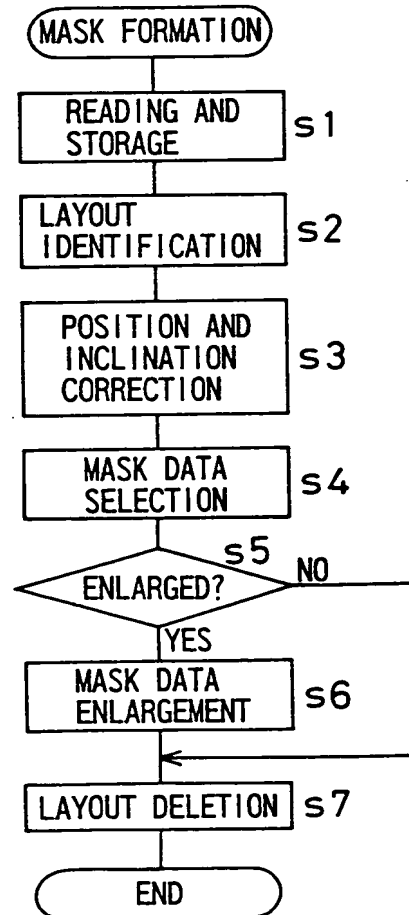 MASK FORMATION
READING AND
STORAGE
s1
LAYOUT
IDENTIFICATION
s2
POSITION AND
INCLINATION
CORRECTION
s3
MASK DATA
SELECTION
s4
s5
ENLARGED?
NO
YES
MASK DATA
ENLARGEMENT
s6
LAYOUT DELETION
s7
END